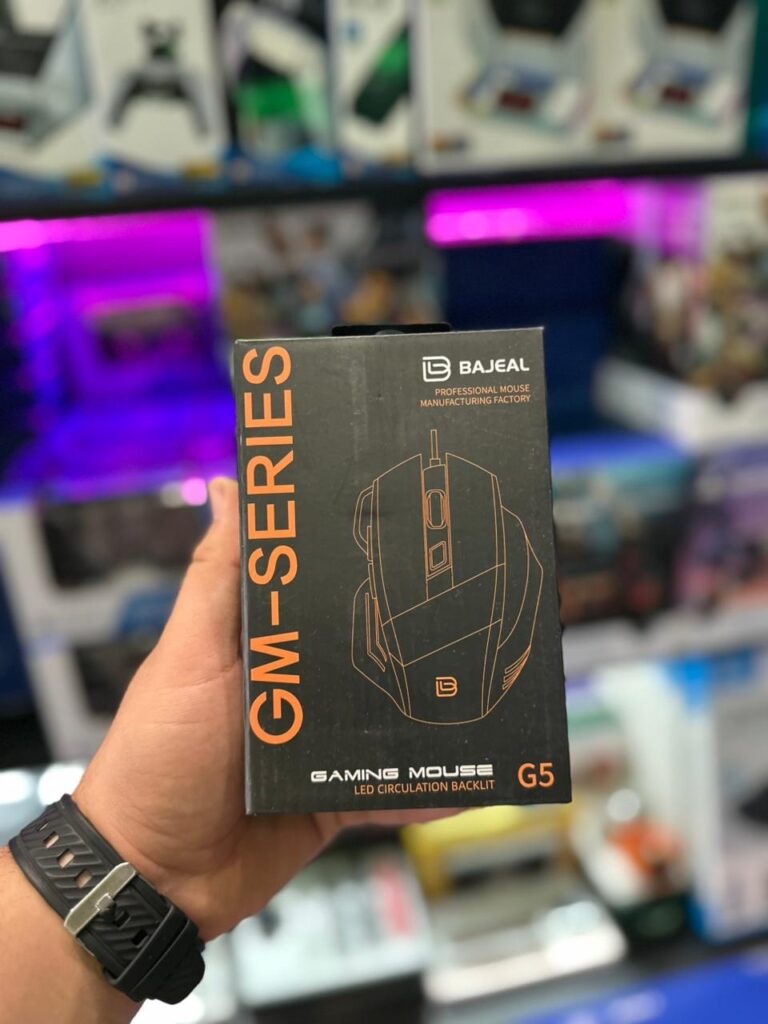 BAJEAL
PROFESSIONAL MOUSE
MANUFACTURING FACTORY
GM-SERIES
GAMING MOUSE
LED CIRCULATION BACKLIT
G5